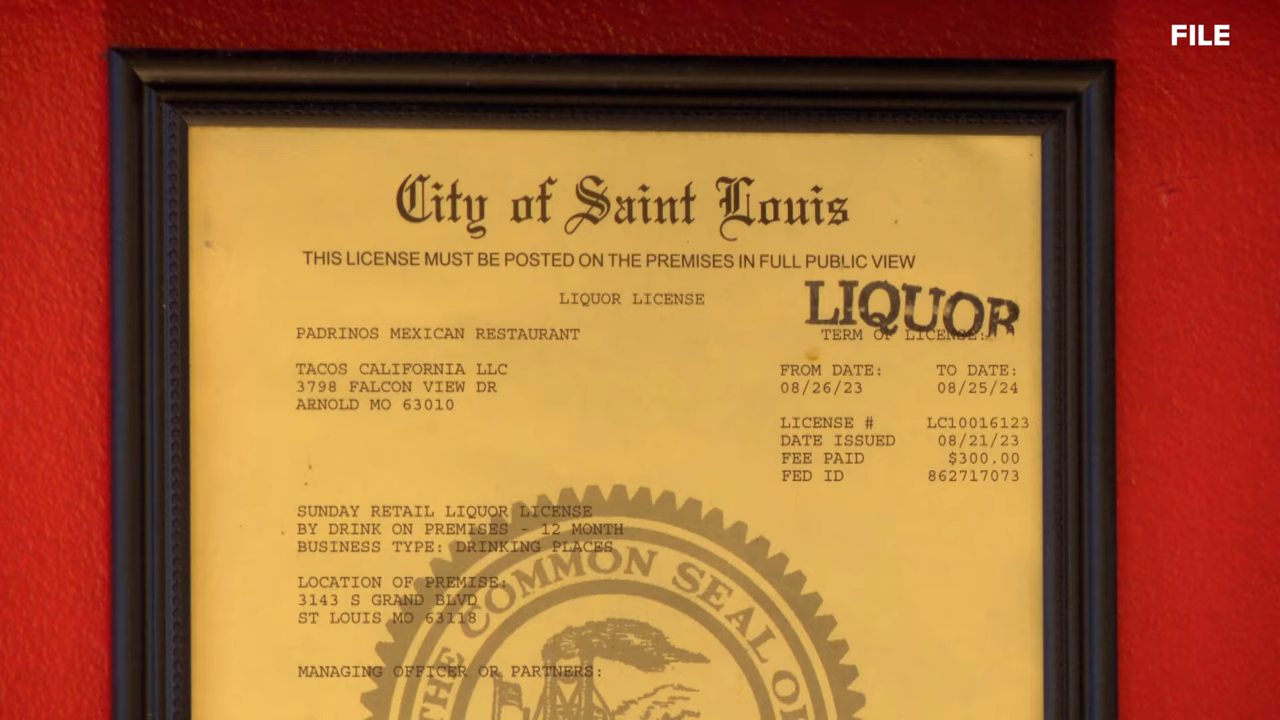 FILE
City of Saint Louis
THIS LICENSE MUST BE POSTED ON THE PREMISES IN FULL PUBLIC VIEW
LIQUOR LICENSE
LIQUOR
PADRINOS MEXICAN RESTAURANT
TERM OF LICENSE:
TACOS CALIFORNIA LLC
3798 FALCON VIEW DR
ARNOLD MO 63010
FROM DATE: TO DATE:
08/26/23 08/25/24
LICENSE # LC10016123
DATE ISSUED 08/21/23
FEE PAID $300.00
FED ID 862717073
SUNDAY RETAIL LIQUOR LICENSE
BY DRINK ON PREMISES - 12 MONTH
BUSINESS TYPE: DRINKING PLACES
LOCATION OF PREMISE:
3143 S GRAND BLVD
ST LOUIS MO 63118
MANAGING OFFICER OR PARTNERS:
THE COMMON SEAL OF